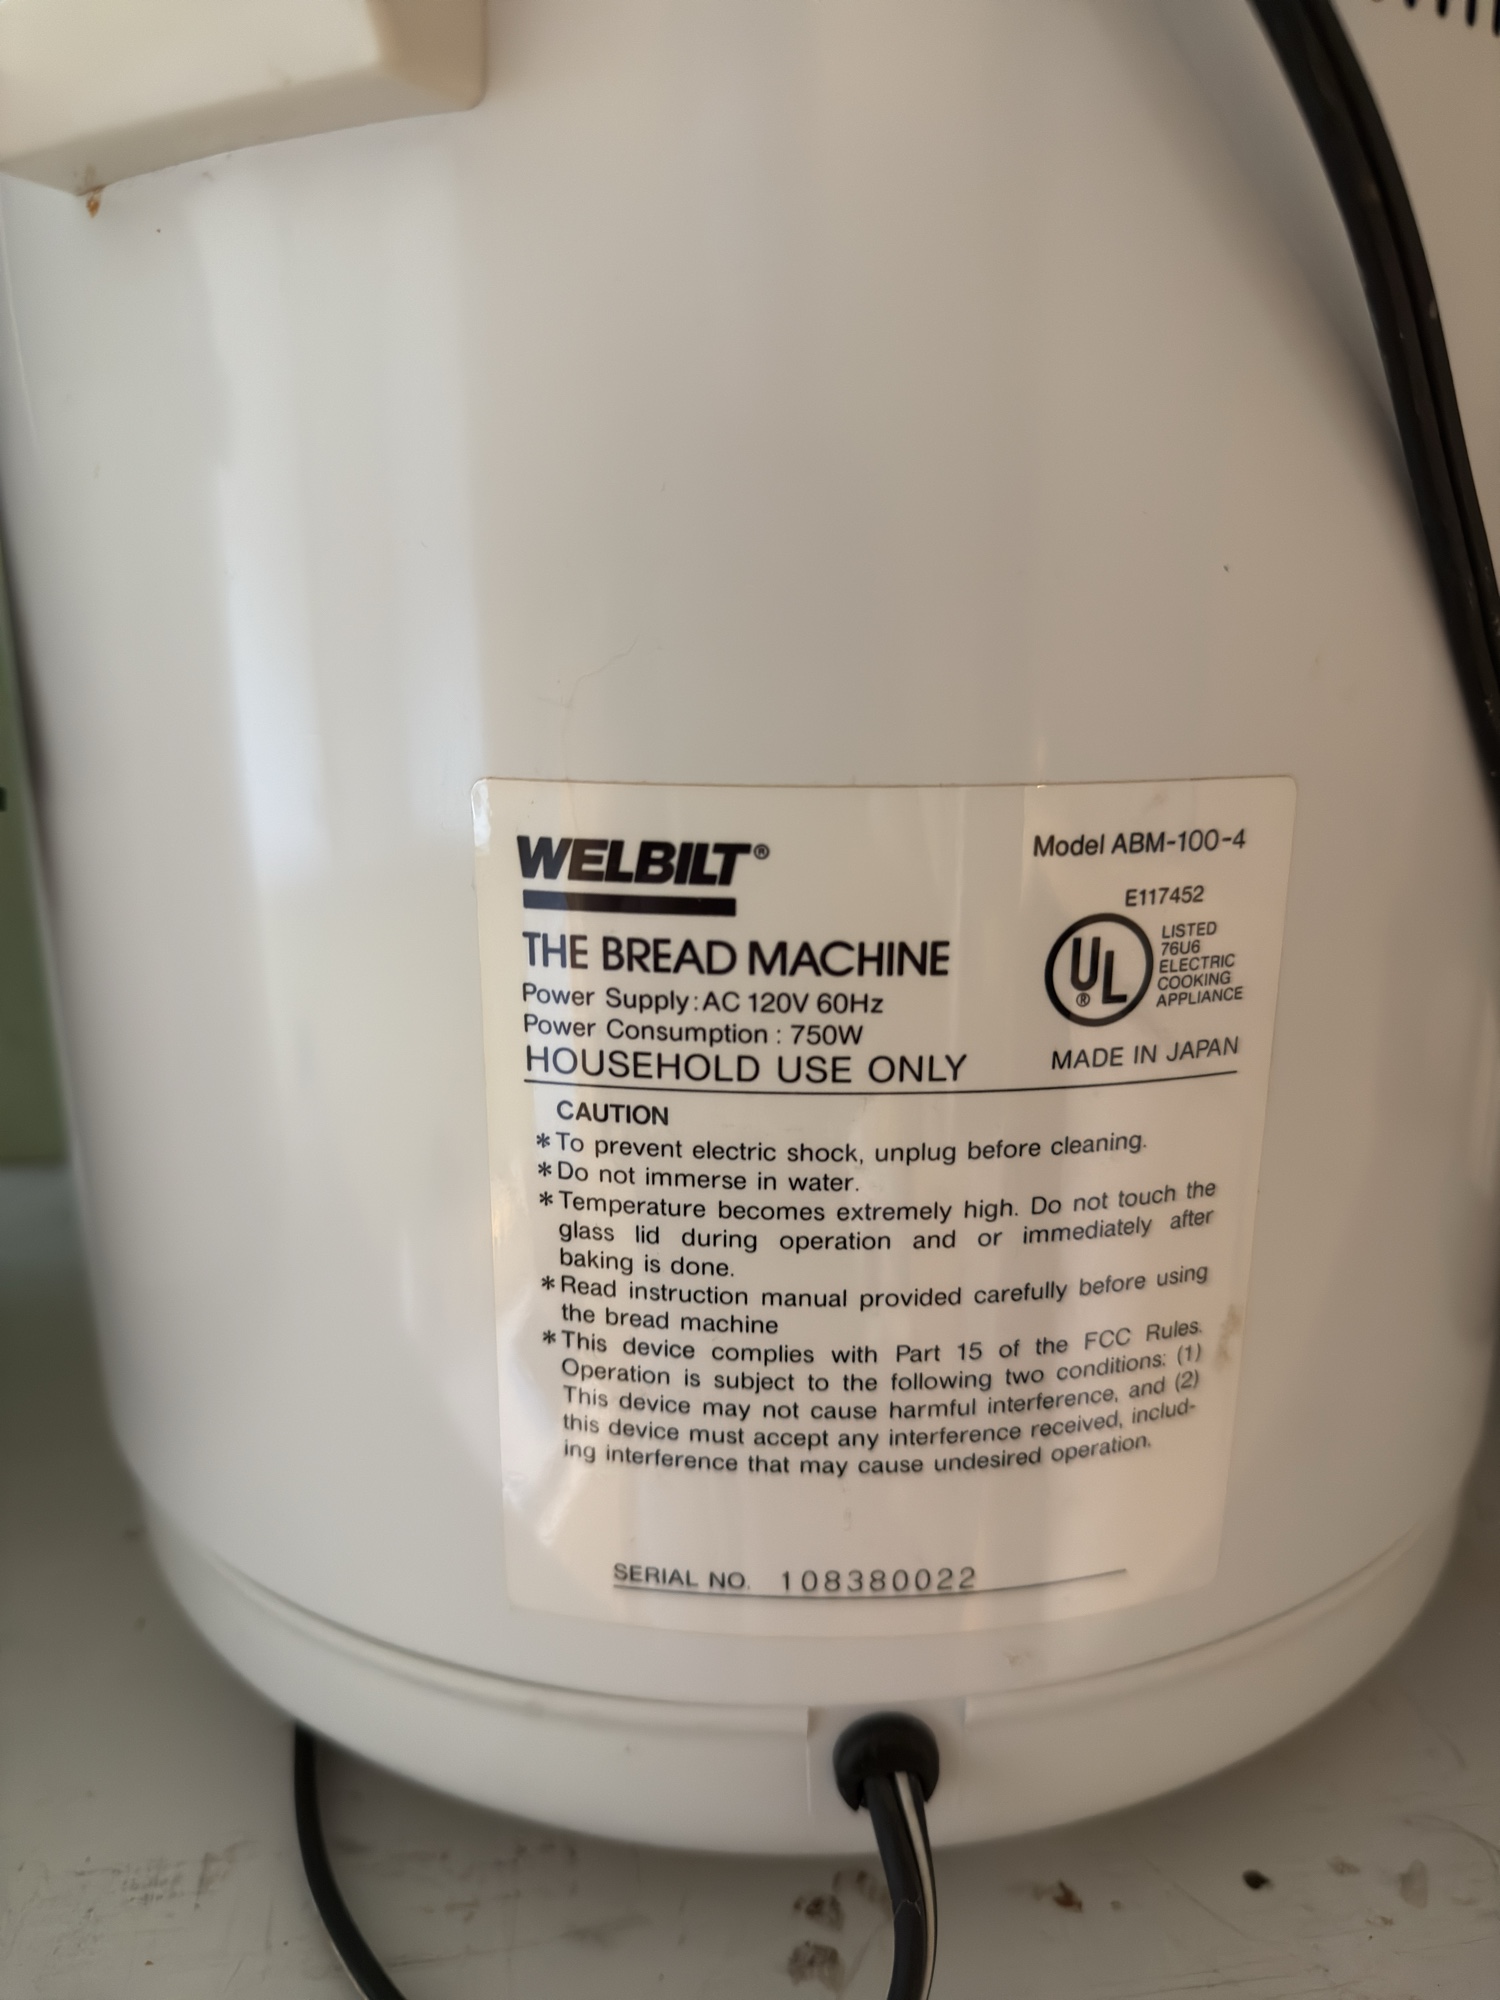 WELBILT®
Model ABM-100-4
E117452
THE BREAD MACHINE
UL ®
LISTED
76U6
ELECTRIC
COOKING
APPLIANCE
Power Supply: AC 120V 60Hz
Power Consumption : 750W
HOUSEHOLD USE ONLY
MADE IN JAPAN
CAUTION
* To prevent electric shock, unplug before cleaning.
* Do not immerse in water.
* Temperature becomes extremely high. Do not touch the
glass lid during operation and or immediately after
baking is done.
* Read instruction manual provided carefully before using
the bread machine
* This device complies with Part 15 of the FCC Rules.
Operation is subject to the following two conditions: (1)
This device may not cause harmful interference, and (2)
this device must accept any interference received, includ-
ing interference that may cause undesired operation.
SERIAL NO. 108380022